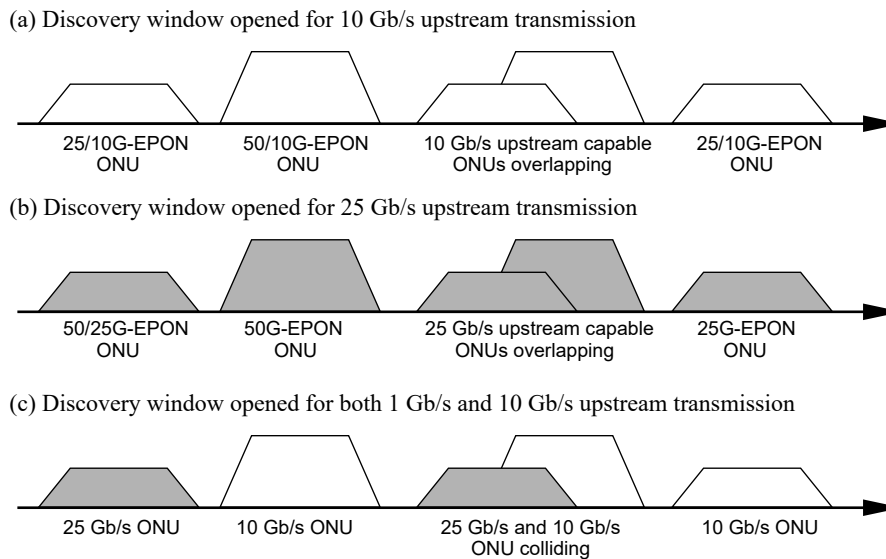 (a) Discovery window opened for 10 Gb/s upstream transmission
25/10G-EPON
ONU
50/10G-EPON
ONU
10 Gb/s upstream capable
ONUs overlapping
25/10G-EPON
ONU
(b) Discovery window opened for 25 Gb/s upstream transmission
50/25G-EPON
ONU
50G-EPON
ONU
25 Gb/s upstream capable
ONUs overlapping
25G-EPON
ONU
(c) Discovery window opened for both 1 Gb/s and 10 Gb/s upstream transmission
25 Gb/s ONU
10 Gb/s ONU
25 Gb/s and 10 Gb/s
ONU colliding
10 Gb/s ONU